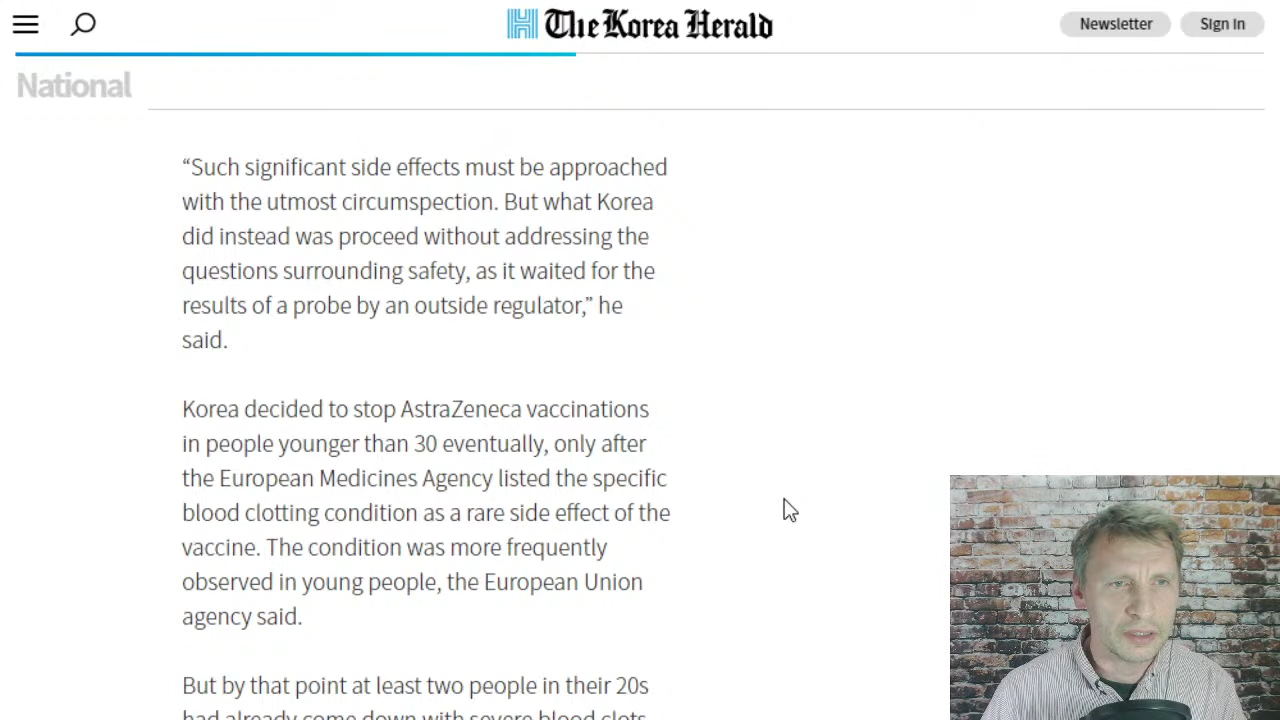 The Korea Herald
Newsletter
Sign In
National
“Such significant side effects must be approached
with the utmost circumspection. But what Korea
did instead was proceed without addressing the
questions surrounding safety, as it waited for the
results of a probe by an outside regulator,” he
said.
Korea decided to stop AstraZeneca vaccinations
in people younger than 30 eventually, only after
the European Medicines Agency listed the specific
blood clotting condition as a rare side effect of the
vaccine. The condition was more frequently
observed in young people, the European Union
agency said.
But by that point at least two people in their 20s
had already come down with severe blood clots